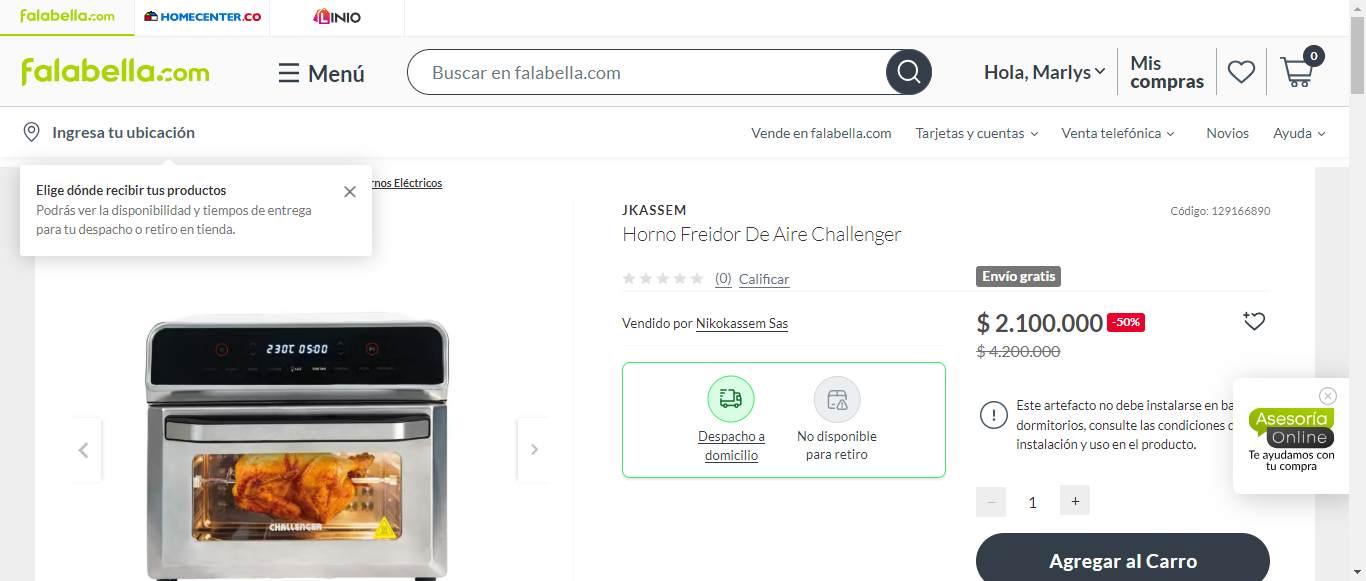 falabella.com
HOMECENTER.CO
LINIO
falabella.com
Menú
Buscar en falabella.com
Hola, Marlys
Mis
compras
0
Ingresa tu ubicación
Vende en falabella.com
Tarjetas y cuentas
Venta telefónica
Novios
Ayuda
Elige dónde recibir tus productos
Podrás ver la disponibilidad y tiempos de entrega
para tu despacho o retiro en tienda.
rnos Eléctricos
JKASSEM
Código: 129166890
Horno Freidor De Aire Challenger
(0) Calificar
Envío gratis
Vendido por Nikokassem Sas
$ 2.100.000 -50%
$ 4.200.000
Despacho a
domicilio
No disponible
para retiro
Este artefacto no debe instalarse en ba
dormitorios, consulte las condiciones d
instalación y uso en el producto.
Asesoría
Online
Te ayudamos con
tu compra
− 1 +
Agregar al Carro
230C 05:00
CHALLENGER